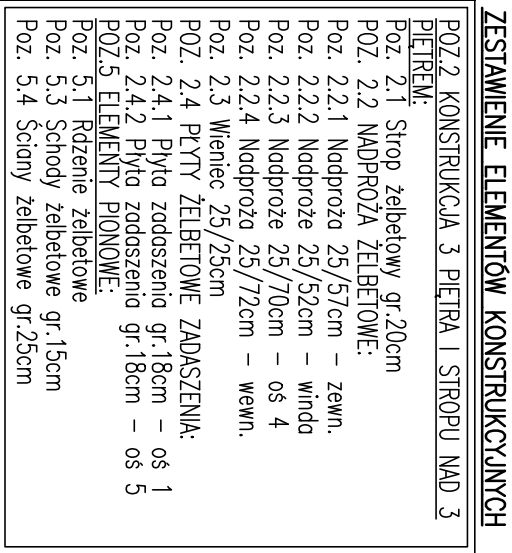 ZESTAWIENIE ELEMENTÓW KONSTRUKCYJNYCH
POZ.2 KONSTRUKCJA 3 PIĘTRA I STROPU NAD 3
PIĘTREM:
Poz. 2.1 Strop żelbetowy gr.20cm
POZ. 2.2 NADPROŻA ŻELBETOWE:
Poz. 2.2.1 Nadproża 25/57cm – zewn.
Poz. 2.2.2 Nadproże 25/52cm – winda
Poz. 2.2.3 Nadproże 25/70cm – oś 4
Poz. 2.2.4 Nadproża 25/72cm – wewn.
Poz. 2.3 Wieniec 25/25cm
POZ. 2.4 PŁYTY ŻELBETOWE ZADASZENIA:
Poz. 2.4.1 Płyta zadaszenia gr.18cm – oś 1
Poz. 2.4.2 Płyta zadaszenia gr.18cm – oś 5
POZ.5 ELEMENTY PIONOWE:
Poz. 5.1 Rdzenie żelbetowe
Poz. 5.3 Schody żelbetowe gr.15cm
Poz. 5.4 Ściany żelbetowe gr.25cm